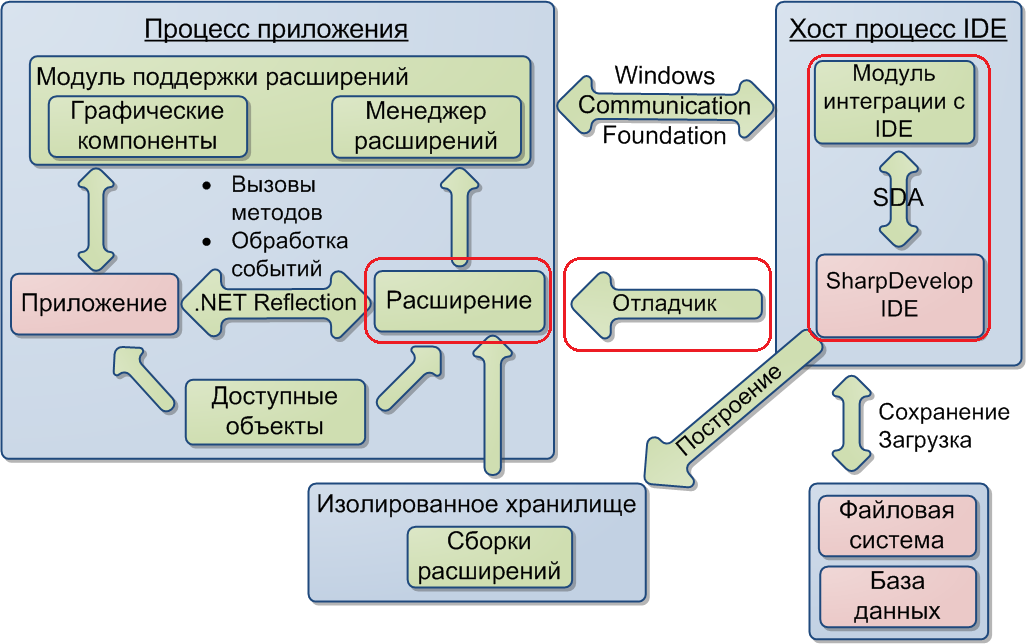 Процесс приложения
Модуль поддержки расширений
Графические
компоненты
Менеджер
расширений
• Вызовы
методов
• Обработка
событий
Приложение
.NET Reflection
Расширение
Доступные
объекты
Windows
Communication
Foundation
Отладчик
Хост процесс IDE
Модуль
интеграции с
IDE
SDA
SharpDevelop
IDE
Построение
Сохранение
Загрузка
Изолированное хранилище
Сборки
расширений
Файловая
система
База
данных